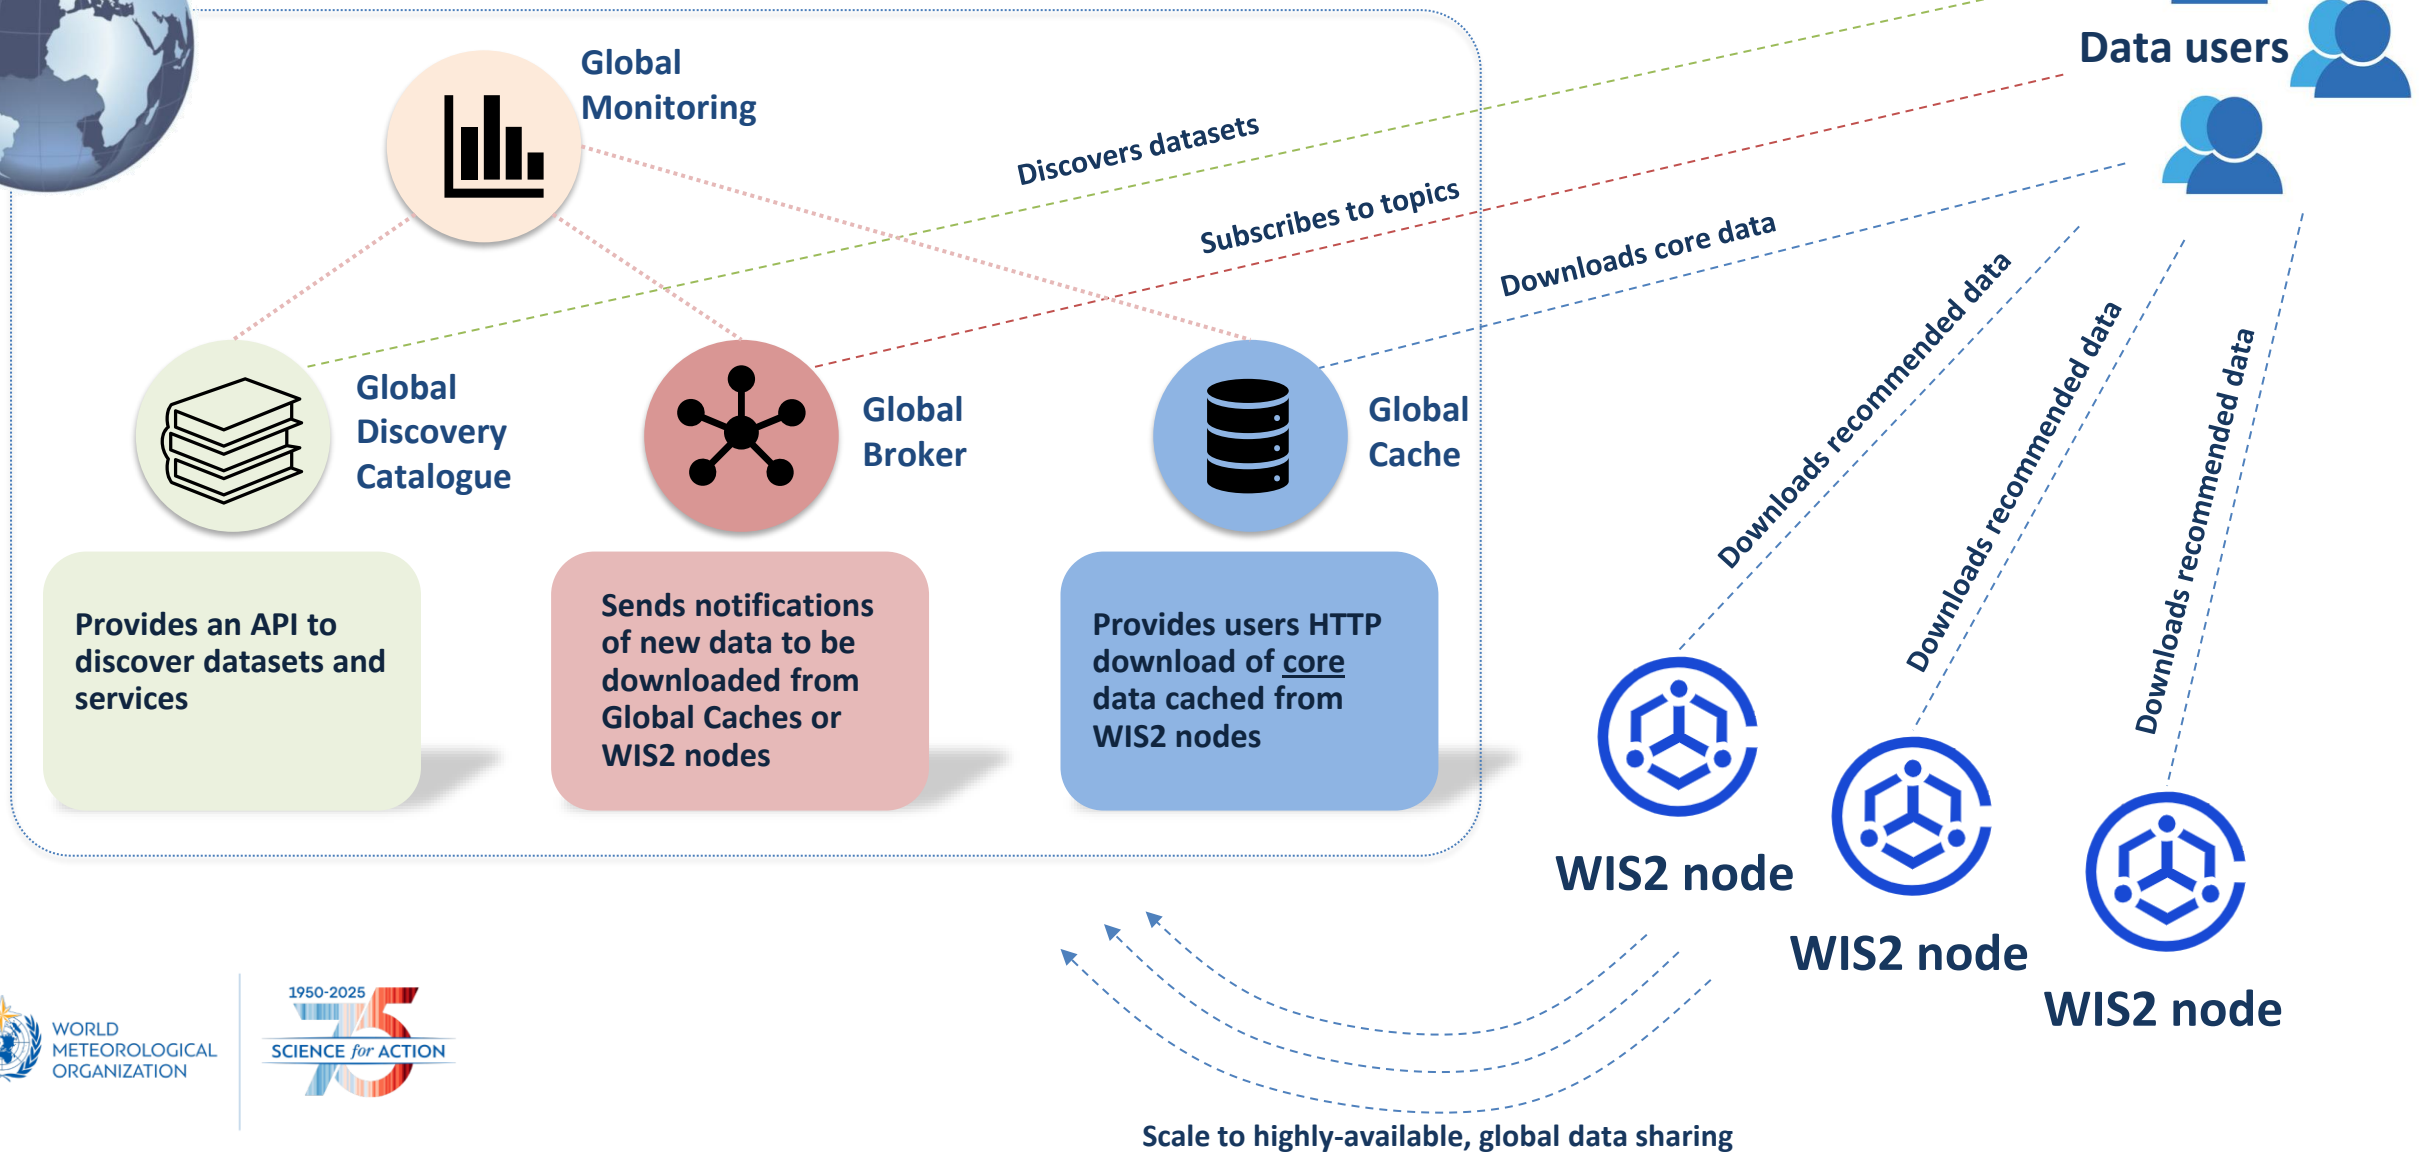 Global
Monitoring
Data users
Discovers datasets
Subscribes to topics
Downloads core data
Downloads recommended data
Downloads recommended data
Downloads recommended data
Global
Discovery
Catalogue
Global
Broker
Global
Cache
Provides an API to
discover datasets and
services
Sends notifications
of new data to be
downloaded from
Global Caches or
WIS2 nodes
Provides users HTTP
download of core
data cached from
WIS2 nodes
WIS2 node
WIS2 node
WIS2 node
1950-2025
75
SCIENCE for ACTION
WORLD
METEOROLOGICAL
ORGANIZATION
Scale to highly-available, global data sharing